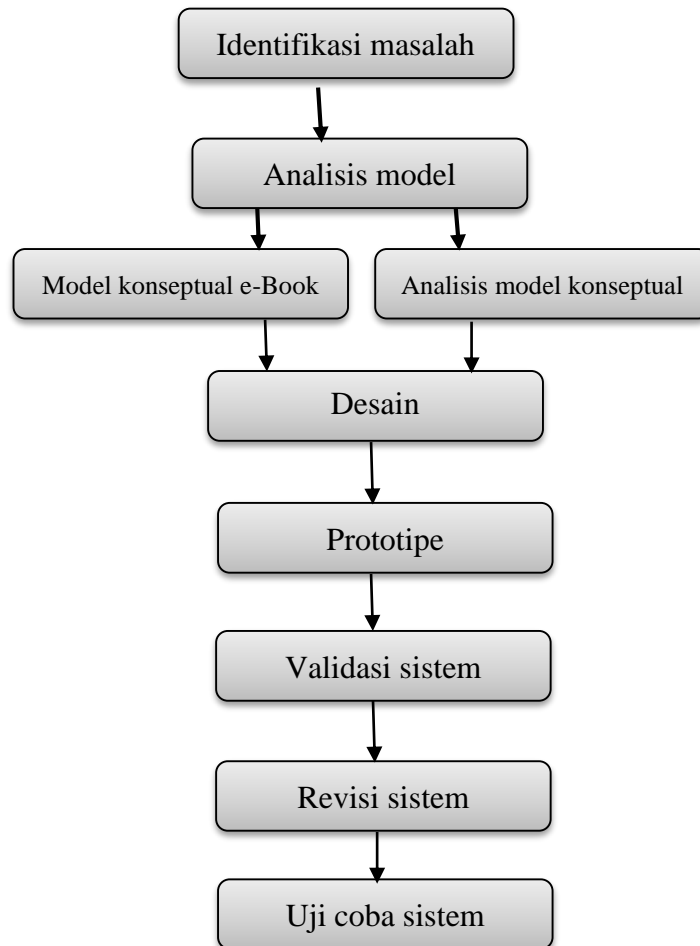 Identifikasi masalah
Analisis model
Model konseptual e-Book
Analisis model konseptual
Desain
Prototipe
Validasi sistem
Revisi sistem
Uji coba sistem